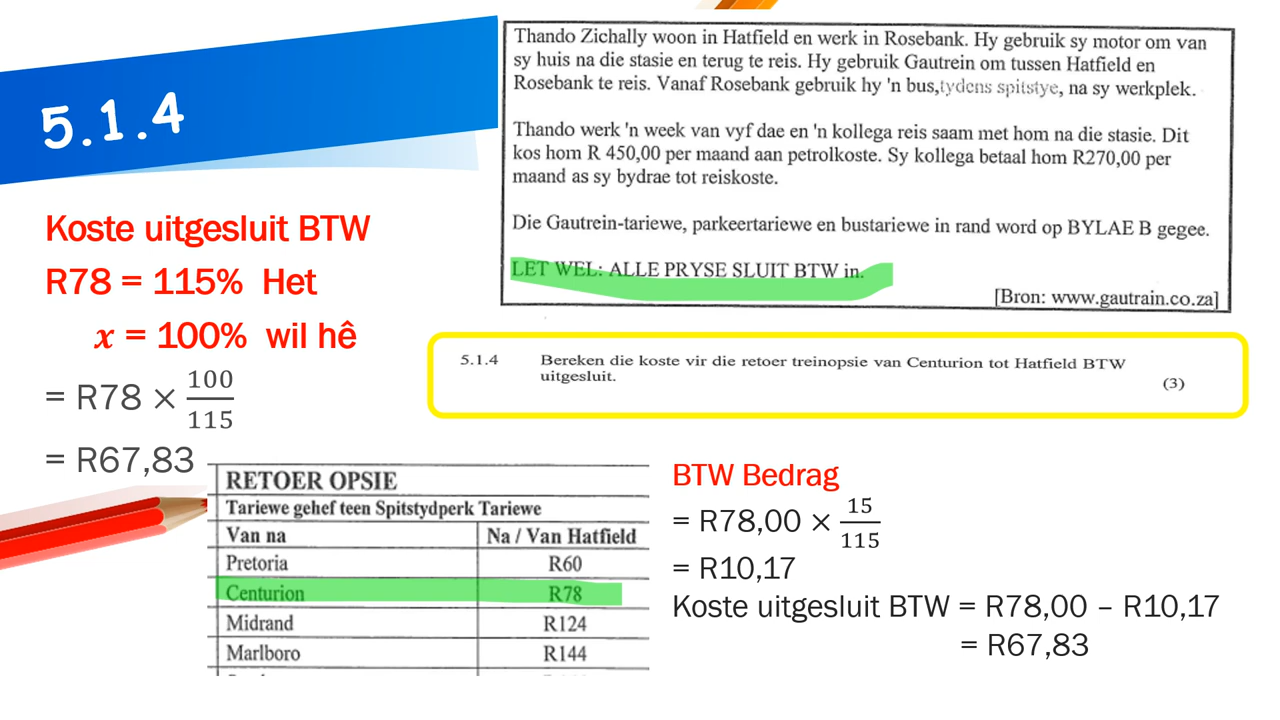 5.1.4
Thando Zichally woon in Hatfield en werk in Rosebank. Hy gebruik sy motor om van
sy huis na die stasie en terug te reis. Hy gebruik Gautrein om tussen Hatfield en
Rosebank te reis. Vanaf Rosebank gebruik hy 'n bus,tydens spitstye, na sy werkplek.
Thando werk 'n week van vyf dae en 'n kollega reis saam met hom na die stasie. Dit
kos hom R 450,00 per maand aan petrolkoste. Sy kollega betaal hom R270,00 per
maand as sy bydrae tot reiskoste.
Die Gautrein-tariewe, parkeertariewe en bustariewe in rand word op BYLAE B gegee.
LET WEL: ALLE PRYSE SLUIT BTW in.
[Bron: www.gautrain.co.za]
Koste uitgesluit BTW
R78 = 115% Het
x = 100% wil hê
= R78 × 100/115
= R67,83
5.1.4 Bereken die koste vir die retoer treinopsie van Centurion tot Hatfield BTW
uitgesluit.
(3)
RETOER OPSIE
Tariewe gehef teen Spitstydperk Tariewe
Van na Na / Van Hatfield
Pretoria R60
Centurion R78
Midrand R124
Marlboro R144
BTW Bedrag
= R78,00 × 15/115
= R10,17
Koste uitgesluit BTW = R78,00 – R10,17
= R67,83